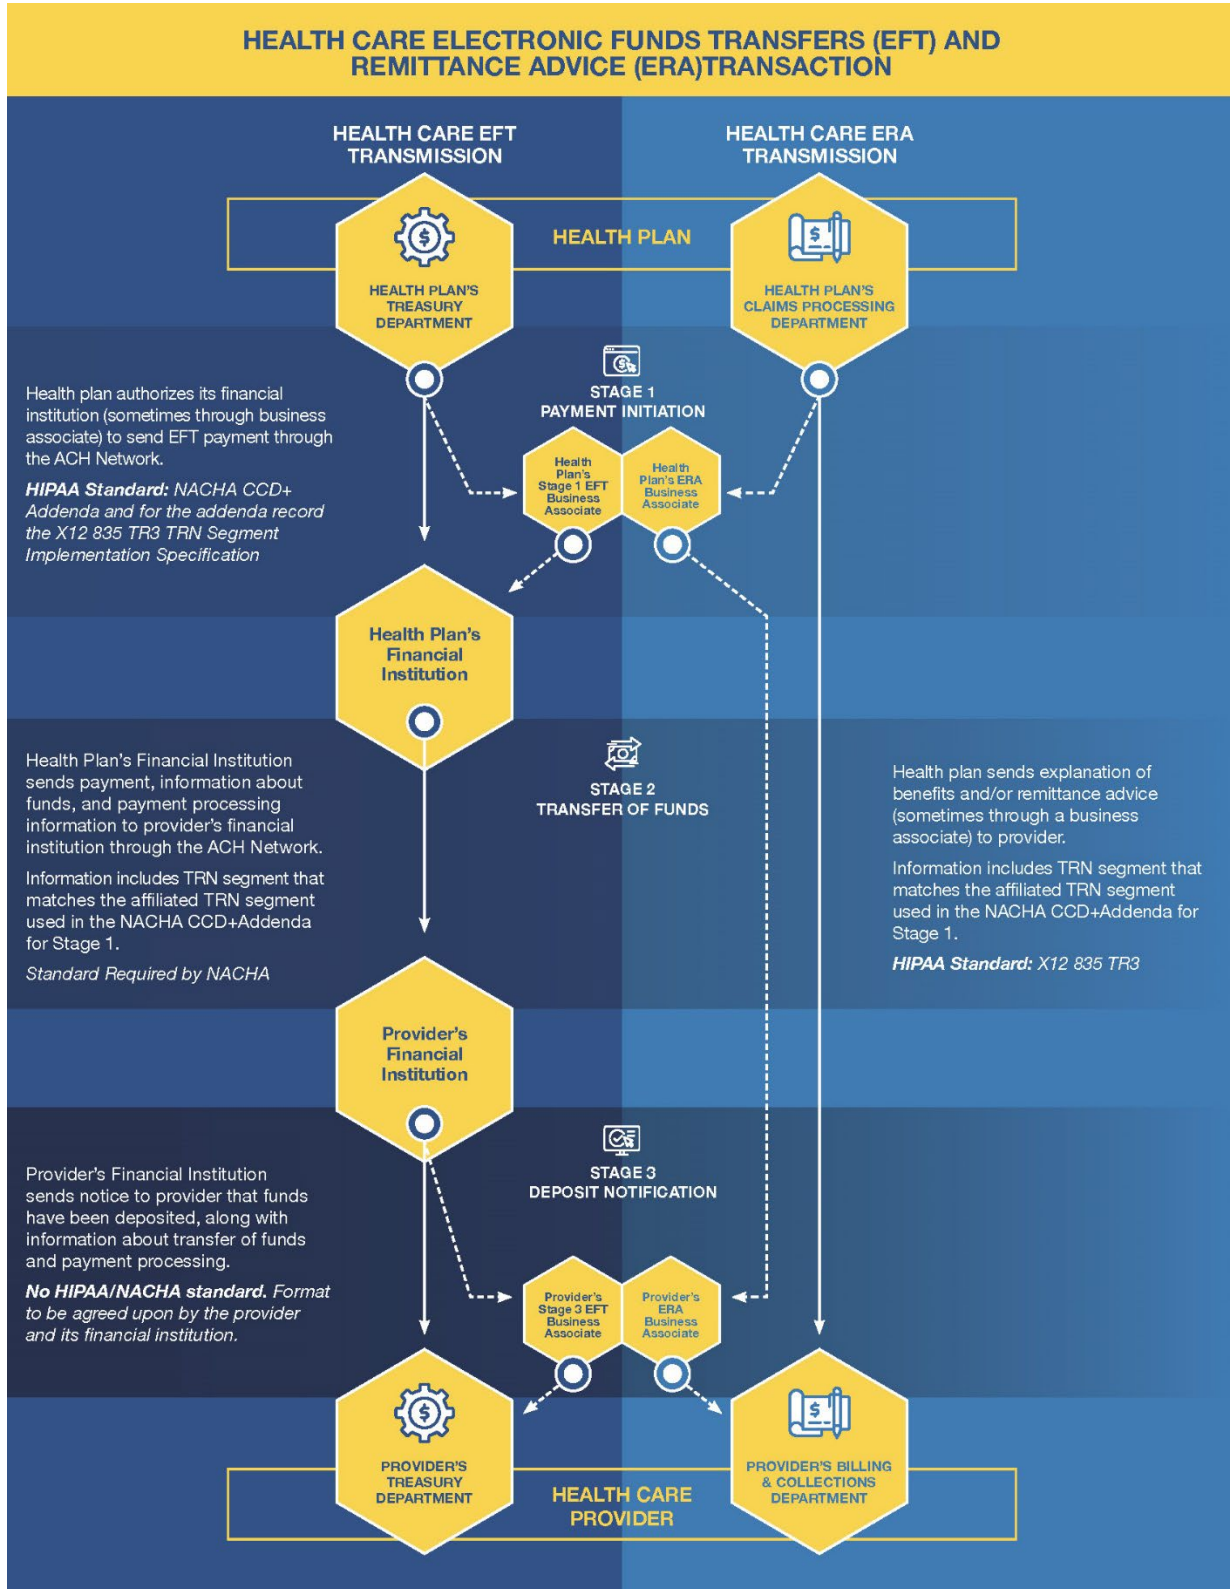 HEALTH CARE ELECTRONIC FUNDS TRANSFERS (EFT) AND
REMITTANCE ADVICE (ERA)TRANSACTION
HEALTH CARE EFT
TRANSMISSION
HEALTH CARE ERA
TRANSMISSION
HEALTH PLAN
HEALTH PLAN'S
TREASURY
DEPARTMENT
HEALTH PLAN'S
CLAIMS PROCESSING
DEPARTMENT
STAGE 1
PAYMENT INITIATION
Health plan authorizes its financial
institution (sometimes through business
associate) to send EFT payment through
the ACH Network.
HIPAA Standard: NACHA CCD+
Addenda and for the addenda record
the X12 835 TR3 TRN Segment
Implementation Specification
Health
Plan's
Stage 1 EFT
Business
Associate
Health
Plan's ERA
Business
Associate
Health Plan's
Financial
Institution
STAGE 2
TRANSFER OF FUNDS
Health Plan's Financial Institution
sends payment, information about
funds, and payment processing
information to provider's financial
institution through the ACH Network.
Information includes TRN segment that
matches the affiliated TRN segment
used in the NACHA CCD+Addenda
for Stage 1.
Standard Required by NACHA
Health plan sends explanation of
benefits and/or remittance advice
(sometimes through a business
associate) to provider.
Information includes TRN segment that
matches the affiliated TRN segment
used in the NACHA CCD+Addenda for
Stage 1.
HIPAA Standard: X12 835 TR3
Provider's
Financial
Institution
STAGE 3
DEPOSIT NOTIFICATION
Provider's Financial Institution
sends notice to provider that funds
have been deposited, along with
information about transfer of funds
and payment processing.
No HIPAA/NACHA standard. Format
to be agreed upon by the provider
and its financial institution.
Provider's
Stage 3 EFT
Business
Associate
Provider's
ERA
Business
Associate
PROVIDER'S
TREASURY
DEPARTMENT
PROVIDER'S BILLING
& COLLECTIONS
DEPARTMENT
HEALTH CARE
PROVIDER